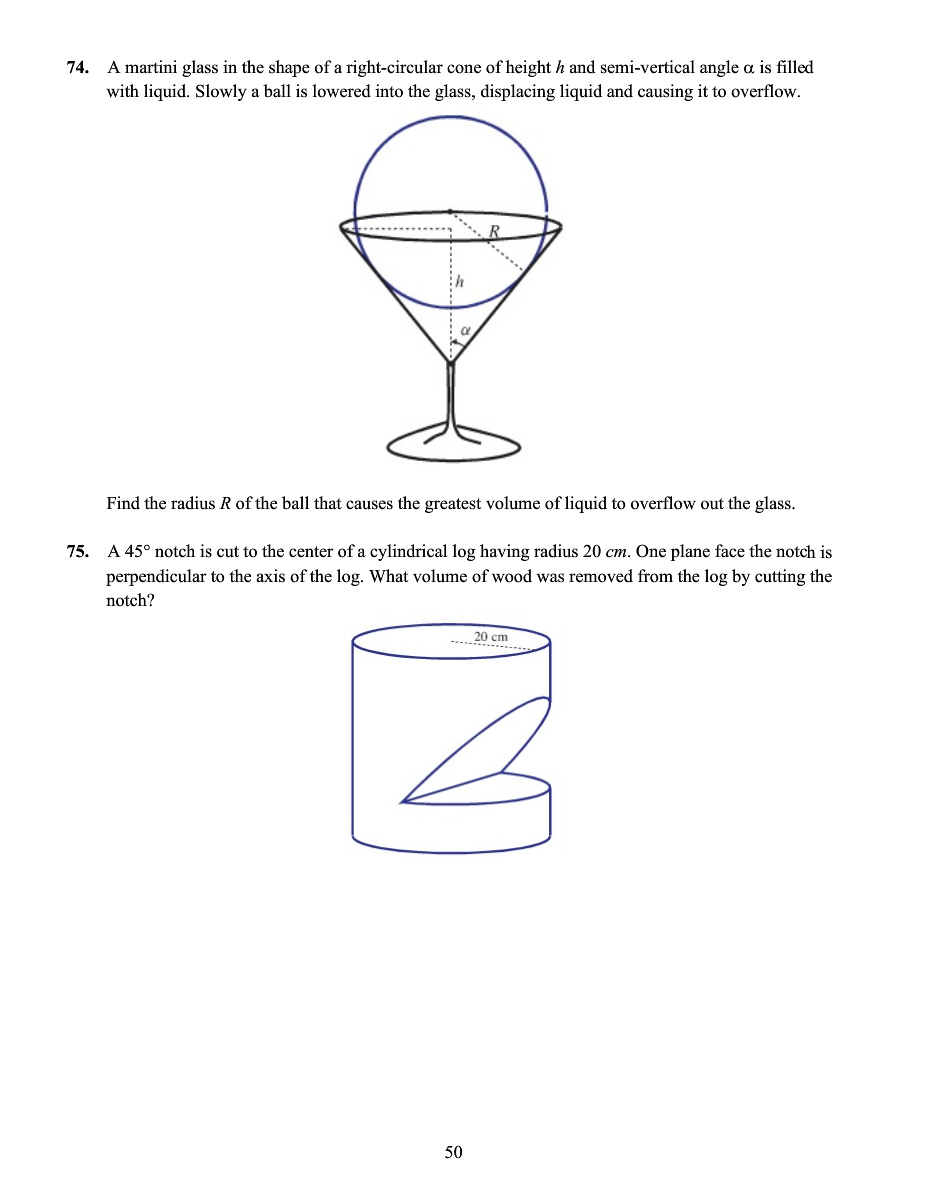 74. A martini glass in the shape of a right-circular cone of height h and semi-vertical angle α is filled
with liquid. Slowly a ball is lowered into the glass, displacing liquid and causing it to overflow.
R
h
α
Find the radius R of the ball that causes the greatest volume of liquid to overflow out the glass.
75. A 45° notch is cut to the center of a cylindrical log having radius 20 cm. One plane face the notch is
perpendicular to the axis of the log. What volume of wood was removed from the log by cutting the
notch?
20 cm
50